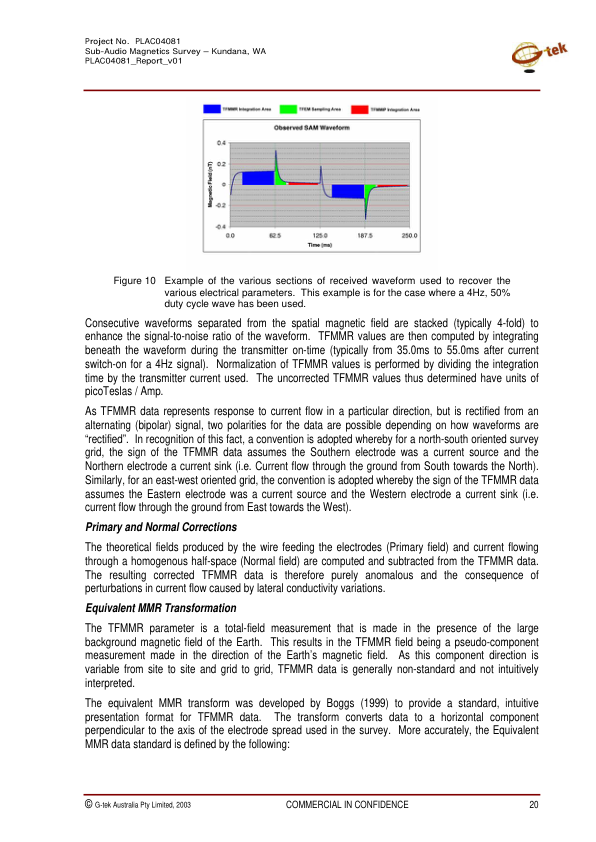 Project No.  PLAC04081
Sub-Audio Magnetics Survey – Kundana, WA
PLAC04081_Report_v01
G-tek
TFMMR Integration Area
TFEM Sampling Area
TFMMIP Integration Area
Observed SAM Waveform
Magnetic Field (nT)
0.4
0.2
0
-0.2
-0.4
0.0
62.5
125.0
187.5
250.0
Time (ms)
Figure 10 Example of the various sections of received waveform used to recover the
various electrical parameters.  This example is for the case where a 4Hz, 50%
duty cycle wave has been used.
Consecutive waveforms separated from the spatial magnetic field are stacked (typically 4-fold) to
enhance the signal-to-noise ratio of the waveform.  TFMMR values are then computed by integrating
beneath the waveform during the transmitter on-time (typically from 35.0ms to 55.0ms after current
switch-on for a 4Hz signal).  Normalization of TFMMR values is performed by dividing the integration
time by the transmitter current used.  The uncorrected TFMMR values thus determined have units of
picoTeslas / Amp.
As TFMMR data represents response to current flow in a particular direction, but is rectified from an
alternating (bipolar) signal, two polarities for the data are possible depending on how waveforms are
“rectified”.  In recognition of this fact, a convention is adopted whereby for a north-south oriented survey
grid, the sign of the TFMMR data assumes the Southern electrode was a current source and the
Northern electrode a current sink (i.e. Current flow through the ground from South towards the North).
Similarly, for an east-west oriented grid, the convention is adopted whereby the sign of the TFMMR data
assumes the Eastern electrode was a current source and the Western electrode a current sink (i.e.
current flow through the ground from East towards the West).
Primary and Normal Corrections
The theoretical fields produced by the wire feeding the electrodes (Primary field) and current flowing
through a homogenous half-space (Normal field) are computed and subtracted from the TFMMR data.
The resulting corrected TFMMR data is therefore purely anomalous and the consequence of
perturbations in current flow caused by lateral conductivity variations.
Equivalent MMR Transformation
The TFMMR parameter is a total-field measurement that is made in the presence of the large
background magnetic field of the Earth.  This results in the TFMMR field being a pseudo-component
measurement made in the direction of the Earth’s magnetic field.  As this component direction is
variable from site to site and grid to grid, TFMMR data is generally non-standard and not intuitively
interpreted.
The equivalent MMR transform was developed by Boggs (1999) to provide a standard, intuitive
presentation format for TFMMR data.  The transform converts data to a horizontal component
perpendicular to the axis of the electrode spread used in the survey.  More accurately, the Equivalent
MMR data standard is defined by the following:
© G-tek Australia Pty Limited, 2003 COMMERCIAL IN CONFIDENCE 20